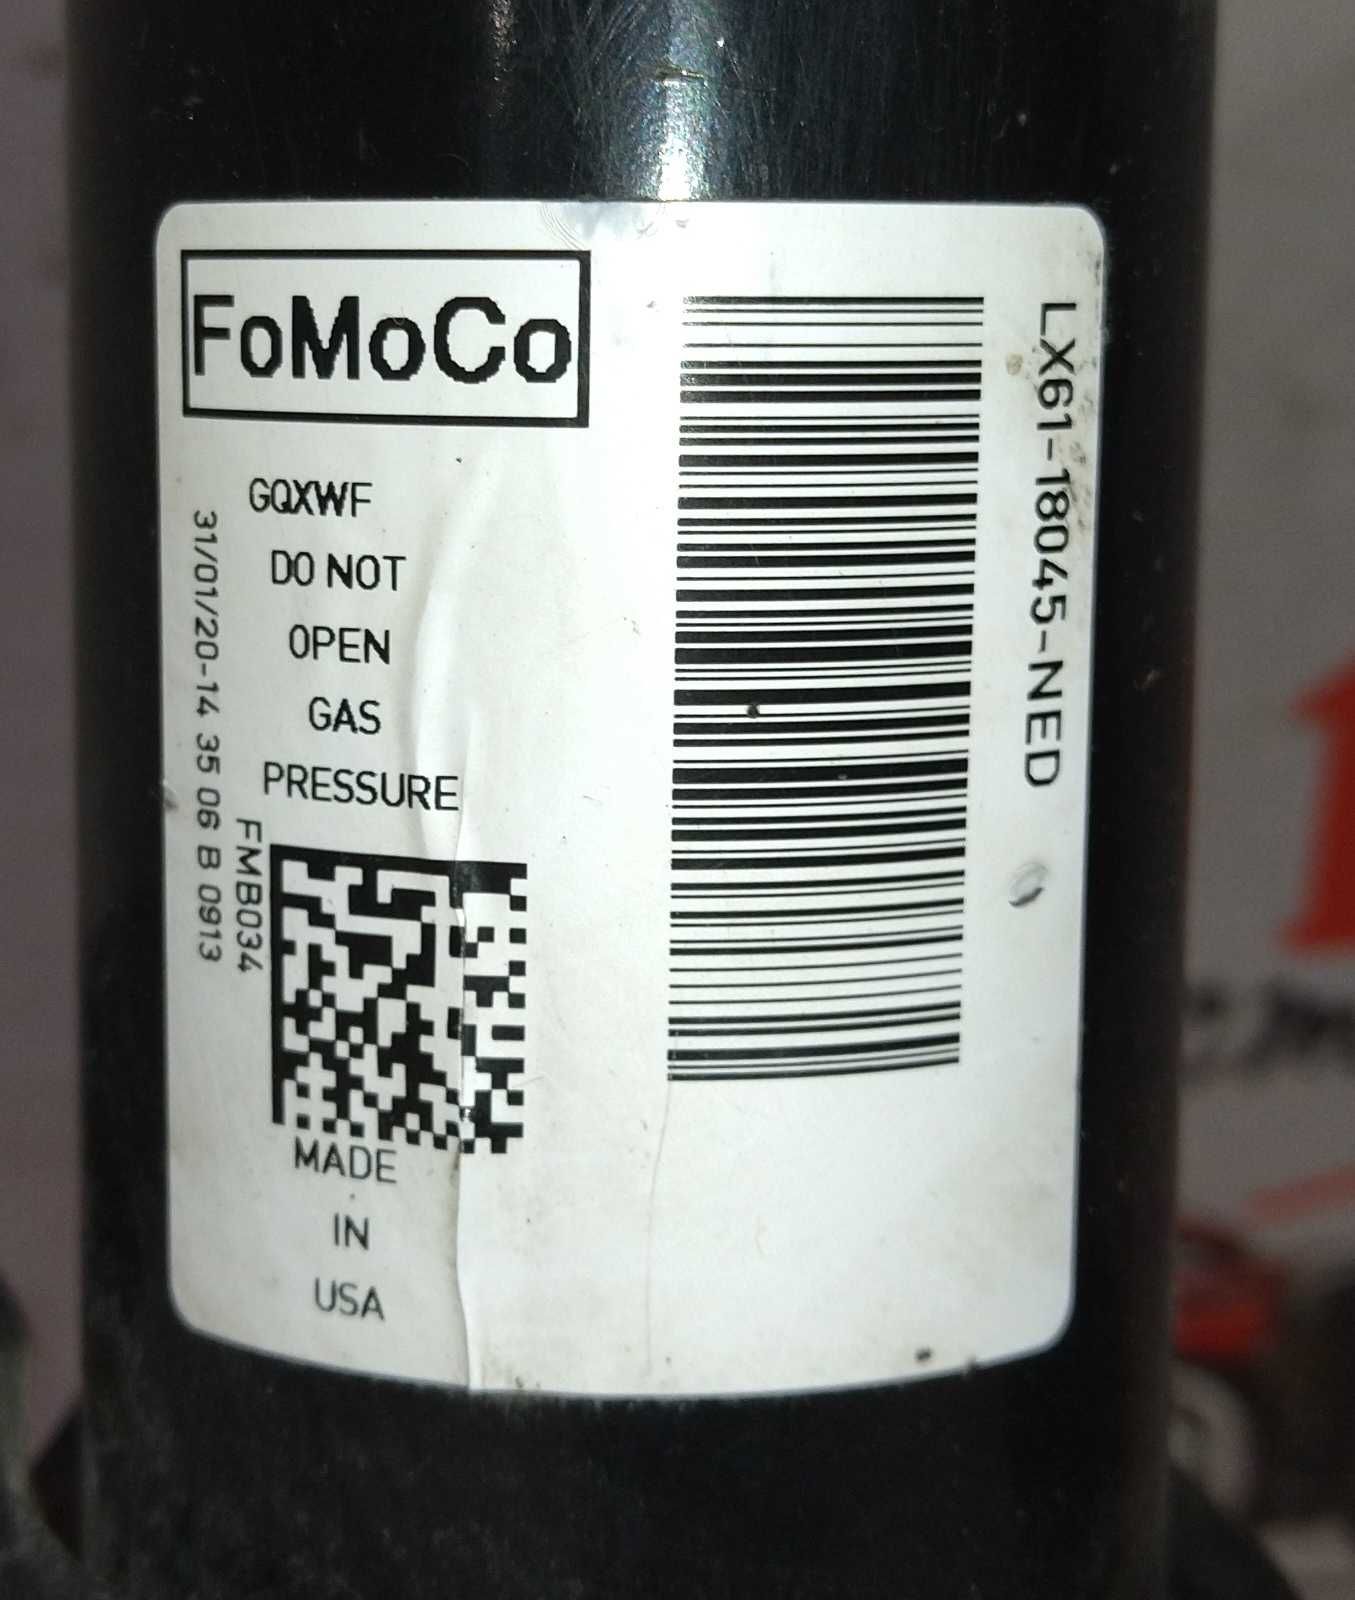 FoMoCo
GQXWF
DO NOT
OPEN
GAS
PRESSURE
31/01/20-14 35 06 B 0913
FMB034
MADE
IN
USA
LX61-18045-NED